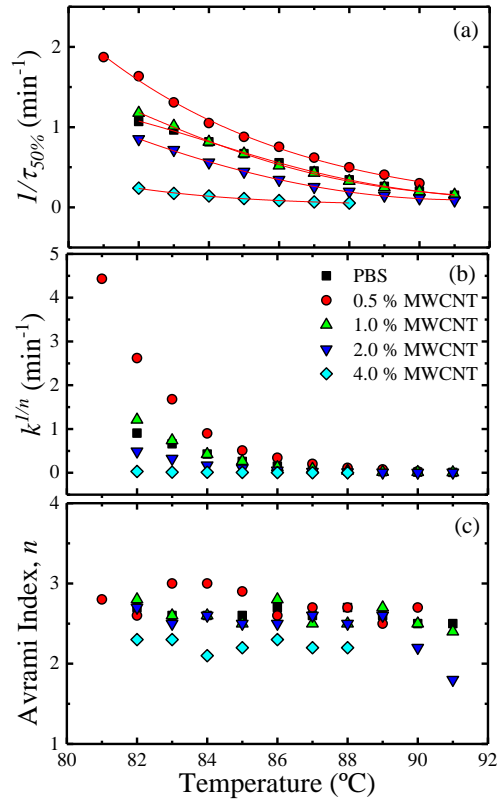 (a)
2
1
0
1/τ50% (min-1)
(b)
5
4
3
2
1
0
k1/n (min-1)
PBS
0.5 % MWCNT
1.0 % MWCNT
2.0 % MWCNT
4.0 % MWCNT
(c)
3
2
1
Avrami Index, n
80 82 84 86 88 90 92
Temperature (ºC)